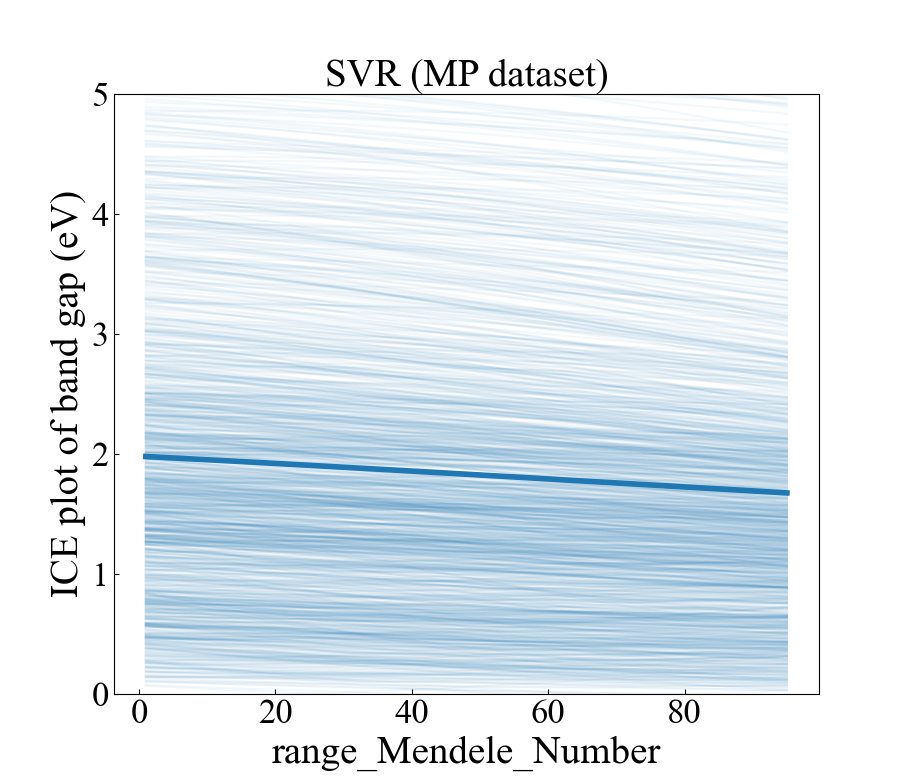 SVR (MP dataset)
ICE plot of band gap (eV)
5
4
3
2
1
0
0 20 40 60 80
range_Mendele_Number